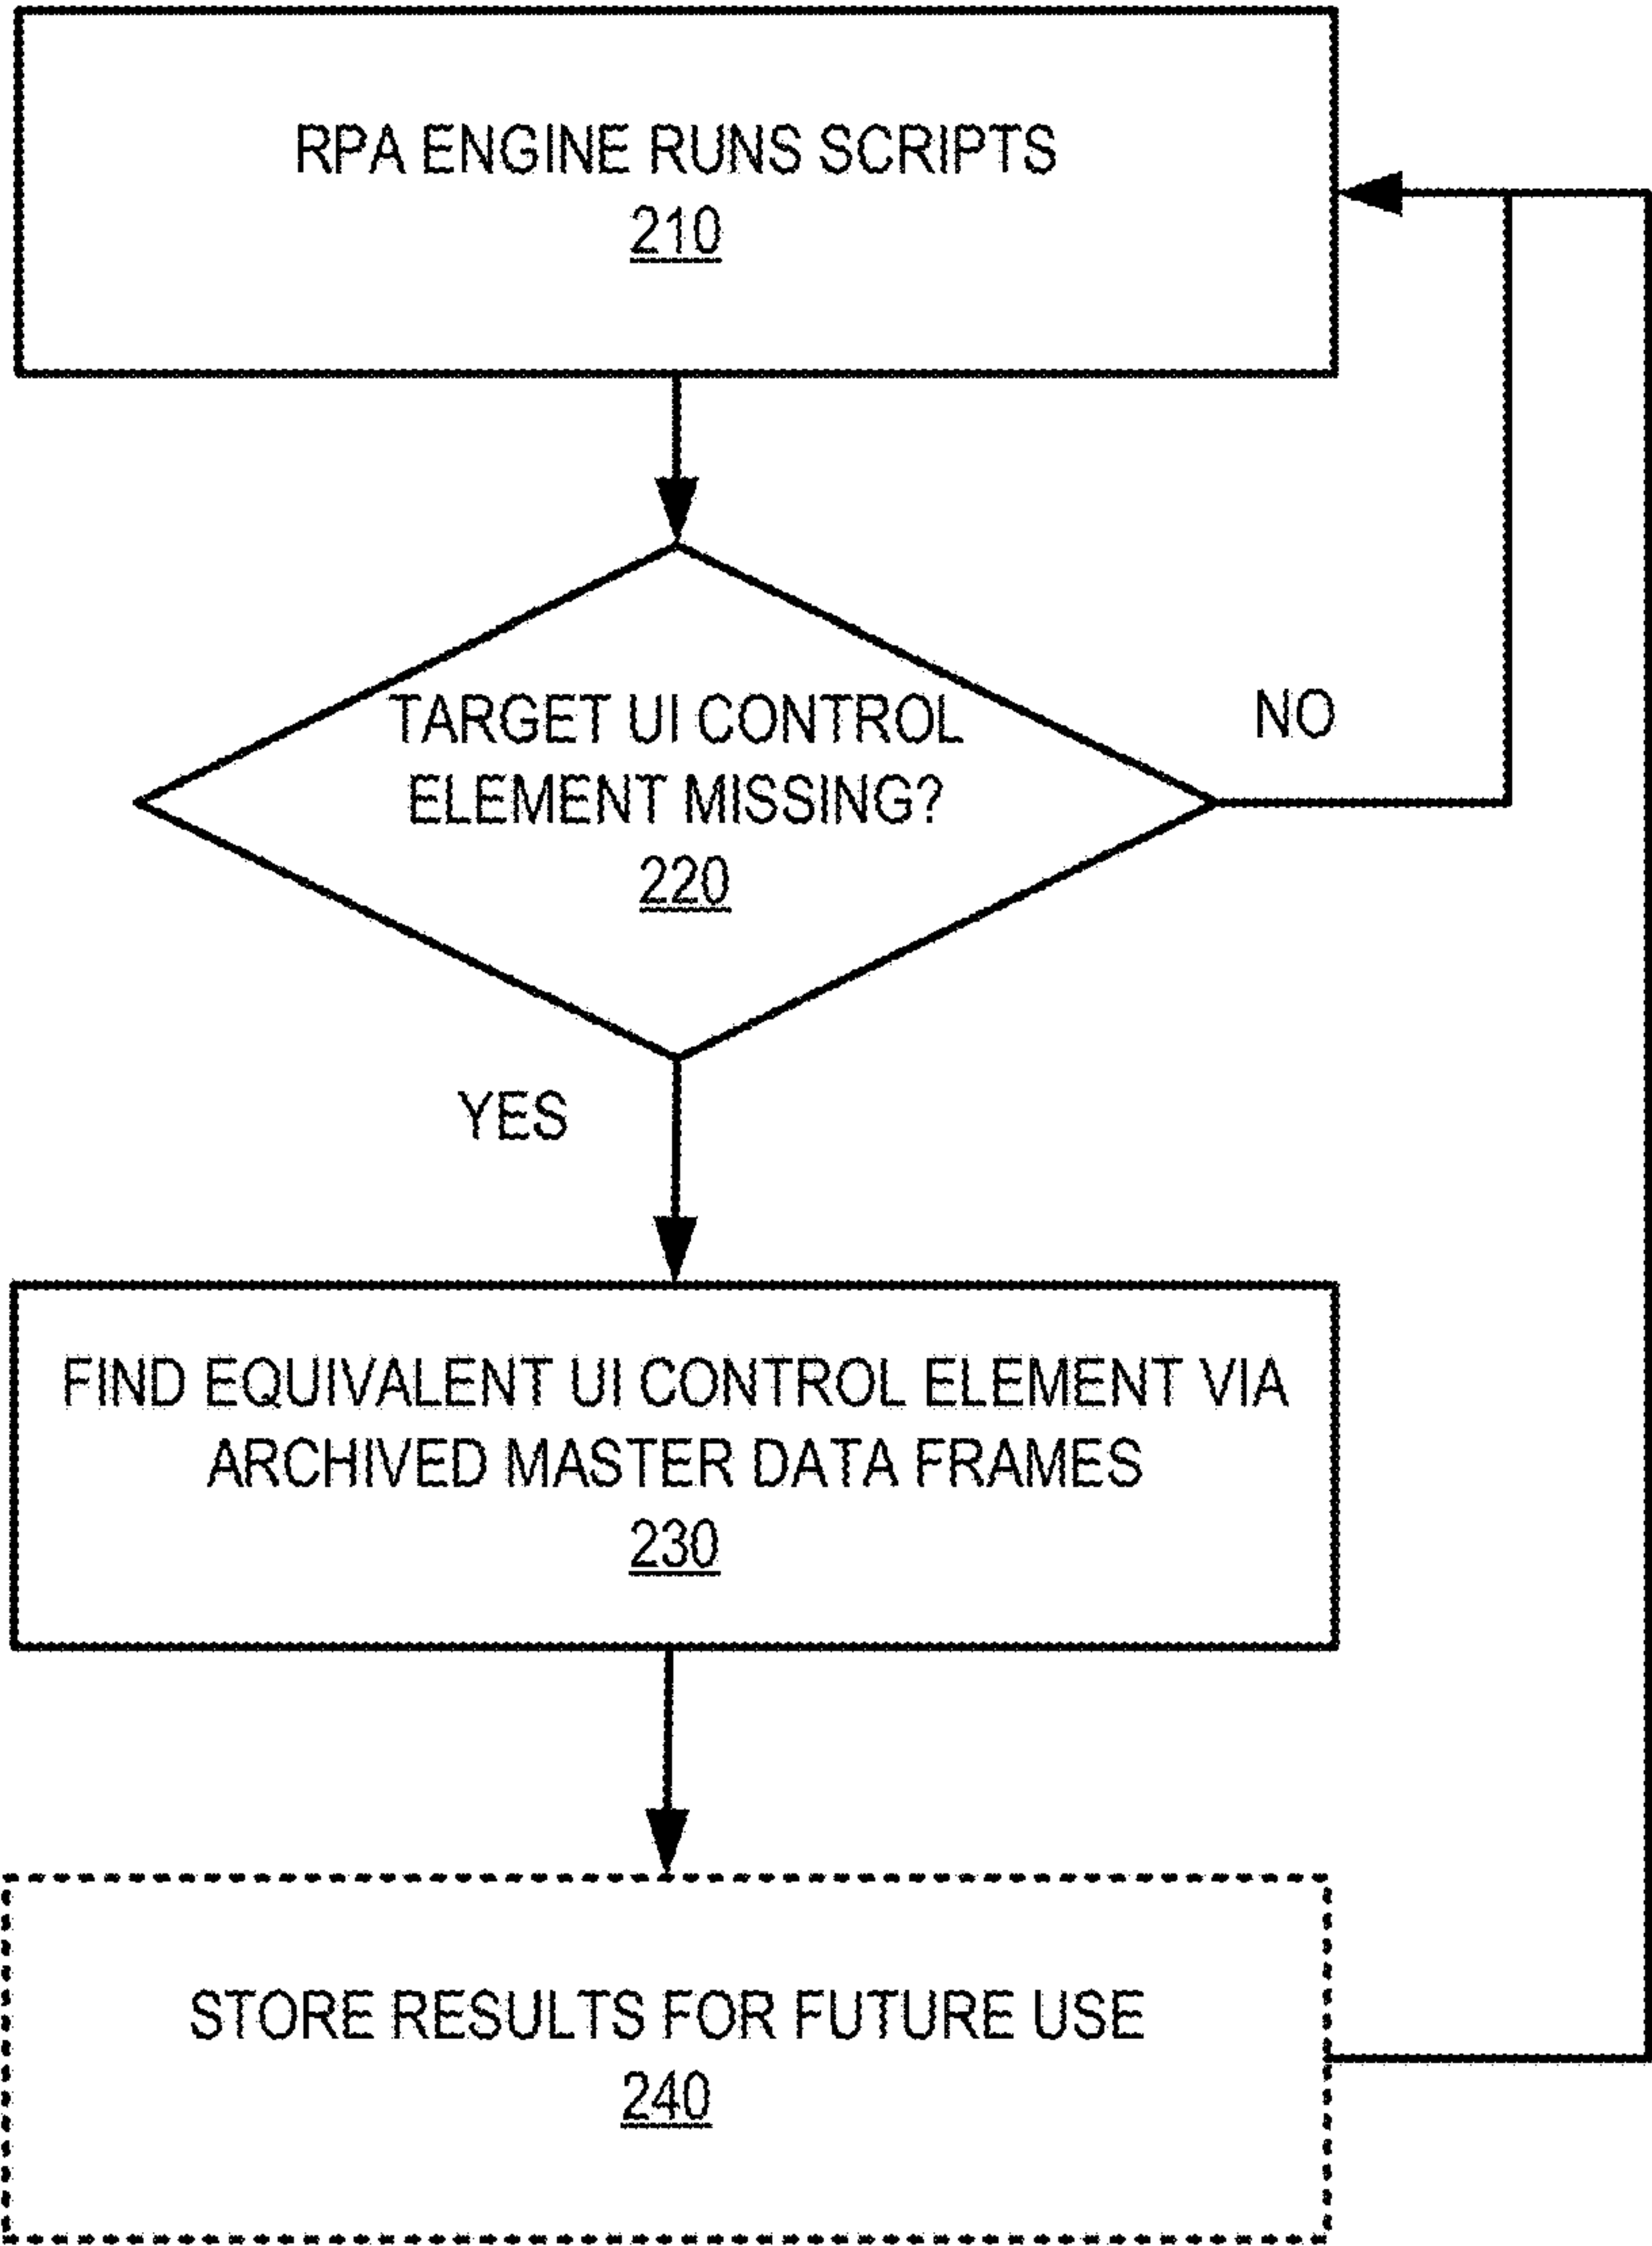 RPA ENGINE RUNS SCRIPTS
210
TARGET UI CONTROL
ELEMENT MISSING?
220
NO
YES
FIND EQUIVALENT UI CONTROL ELEMENT VIA
ARCHIVED MASTER DATA FRAMES
230
STORE RESULTS FOR FUTURE USE
240